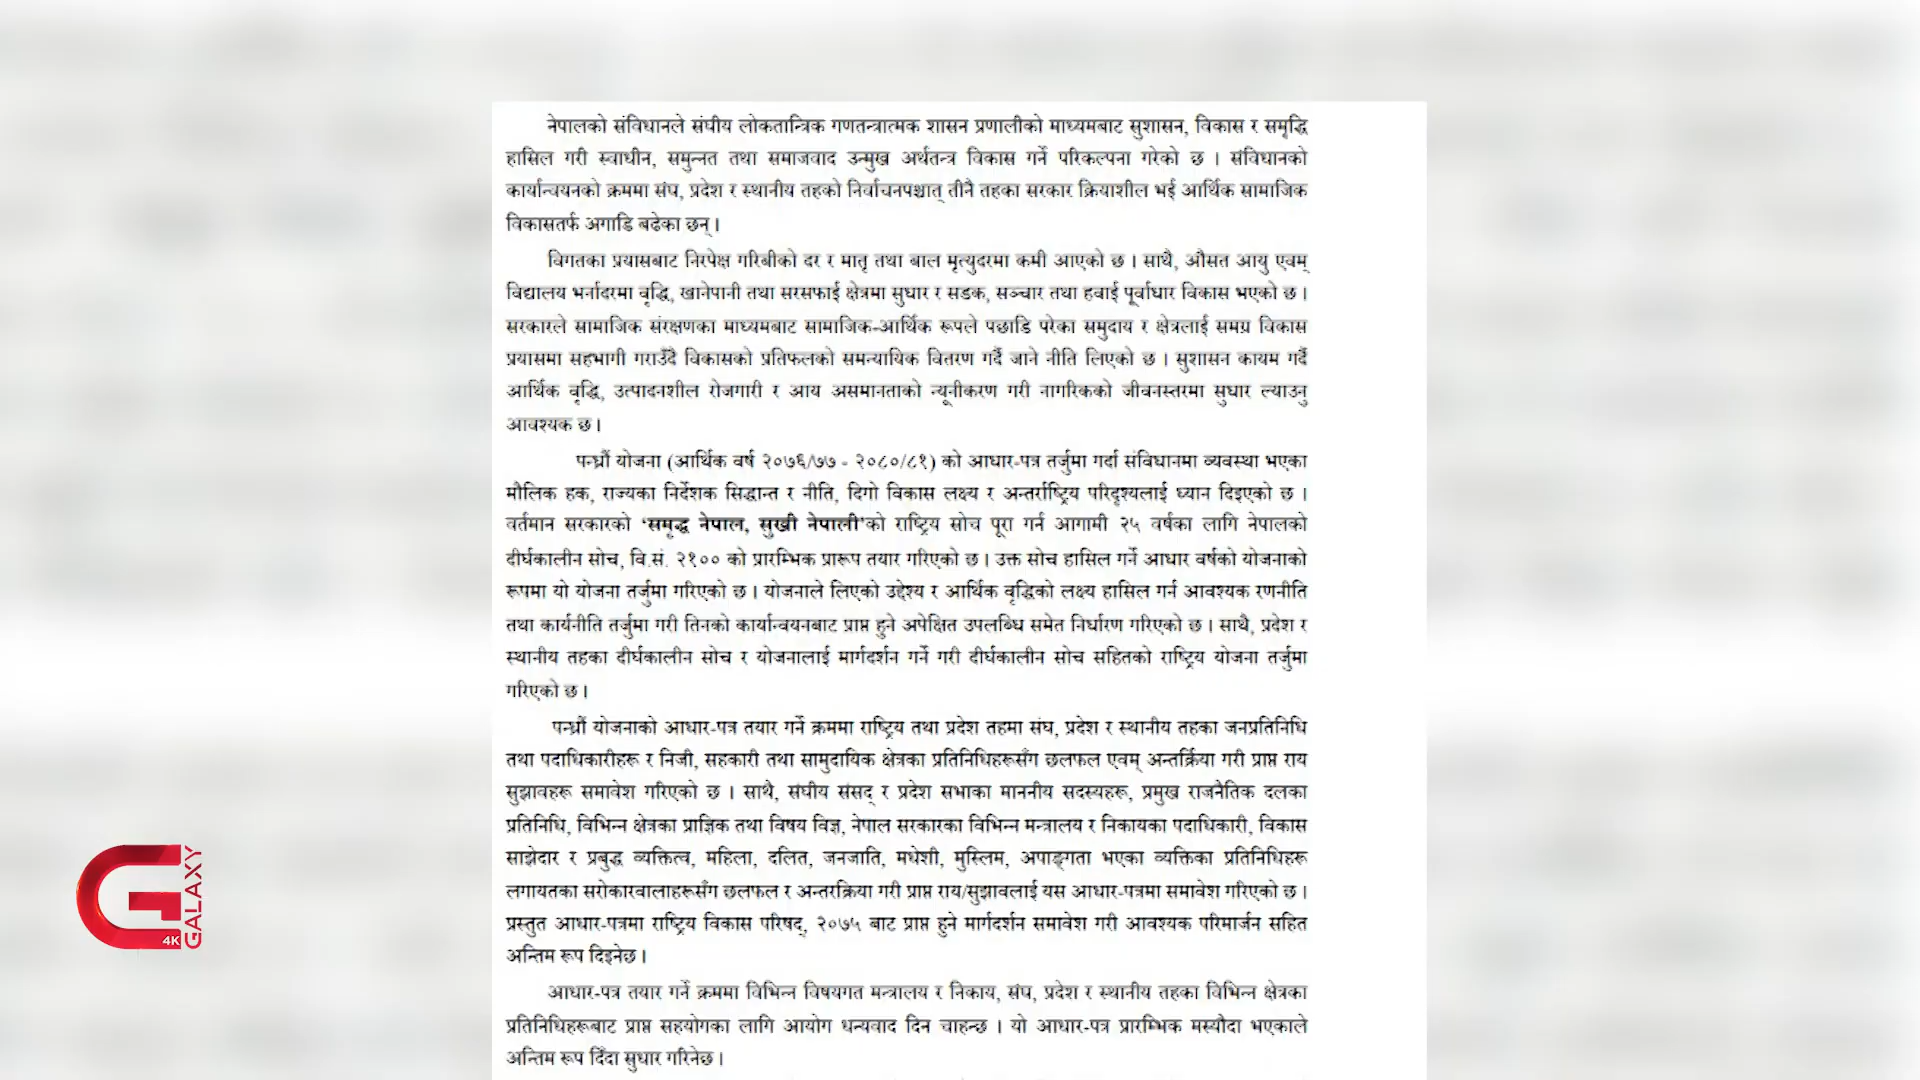 नेपालको संविधानले संघीय लोकतान्त्रिक गणतन्त्रात्मक शासन प्रणालीको माध्यमबाट सुशासन, विकास र समृद्धि
हासिल गरी स्वाधीन, समुन्नत तथा समाजवाद उन्मुख अर्थतन्त्र विकास गर्ने परिकल्पना गरेको छ । संविधानको
कार्यान्वयनको क्रममा संघ, प्रदेश र स्थानीय तहको निर्वाचनपश्चात् तीनै तहका सरकार क्रियाशील भई आर्थिक सामाजिक
विकासतर्फ अगाडि बढेका छन् ।
विगतका प्रयासबाट निरपेक्ष गरिबीको दर र मातृ तथा बाल मृत्युदरमा कमी आएको छ । साथै, औसत आयु एवम्
विद्यालय भर्नादरमा वृद्धि, खानेपानी तथा सरसफाई क्षेत्रमा सुधार र सडक, सञ्चार तथा हवाई पूर्वाधार विकास भएको छ ।
सरकारले सामाजिक संरक्षणका माध्यमबाट सामाजिक-आर्थिक रूपले पछाडि परेका समुदाय र क्षेत्रलाई समग्र विकास
प्रयासमा सहभागी गराउँदै विकासको प्रतिफलको समन्यायिक वितरण गर्दै जाने नीति लिएको छ । सुशासन कायम गर्दै
आर्थिक वृद्धि, उत्पादनशील रोजगारी र आय असमानताको न्यूनीकरण गरी नागरिकको जीवनस्तरमा सुधार ल्याउनु
आवश्यक छ ।
पन्ध्रौं योजना (आर्थिक वर्ष २०७६/७७ - २०८०/८१) को आधार-पत्र तर्जुमा गर्दा संविधानमा व्यवस्था भएका
मौलिक हक, राज्यका निर्देशक सिद्धान्त र नीति, दिगो विकास लक्ष्य र अन्तर्राष्ट्रिय परिदृश्यलाई ध्यान दिइएको छ ।
वर्तमान सरकारको ‘समृद्ध नेपाल, सुखी नेपाली’को राष्ट्रिय सोच पूरा गर्न आगामी २५ वर्षका लागि नेपालको
दीर्घकालीन सोच, वि.सं. २१०० को प्रारम्भिक प्रारूप तयार गरिएको छ । उक्त सोच हासिल गर्ने आधार वर्षको योजनाको
रूपमा यो योजना तर्जुमा गरिएको छ । योजनाले लिएको उद्देश्य र आर्थिक वृद्धिको लक्ष्य हासिल गर्न आवश्यक रणनीति
तथा कार्यनीति तर्जुमा गरी तिनको कार्यान्वयनबाट प्राप्त हुने अपेक्षित उपलब्धि समेत निर्धारण गरिएको छ । साथै, प्रदेश र
स्थानीय तहका दीर्घकालीन सोच र योजनालाई मार्गदर्शन गर्ने गरी दीर्घकालीन सोच सहितको राष्ट्रिय योजना तर्जुमा
गरिएको छ ।
पन्ध्रौं योजनाको आधार-पत्र तयार गर्ने क्रममा राष्ट्रिय तथा प्रदेश तहमा संघ, प्रदेश र स्थानीय तहका जनप्रतिनिधि
तथा पदाधिकारीहरू र निजी, सहकारी तथा सामुदायिक क्षेत्रका प्रतिनिधिहरूसँग छलफल एवम् अन्तर्क्रिया गरी प्राप्त राय
सुझावहरू समावेश गरिएको छ । साथै, संघीय संसद् र प्रदेश सभाका माननीय सदस्यहरू, प्रमुख राजनैतिक दलका
प्रतिनिधि, विभिन्न क्षेत्रका प्राज्ञिक तथा विषय विज्ञ, नेपाल सरकारका विभिन्न मन्त्रालय र निकायका पदाधिकारी, विकास
साझेदार र प्रबुद्ध व्यक्तित्व, महिला, दलित, जनजाति, मधेशी, मुस्लिम, अपाङ्गता भएका व्यक्तिका प्रतिनिधिहरू
लगायतका सरोकारवालाहरूसँग छलफल र अन्तरक्रिया गरी प्राप्त राय/सुझावलाई यस आधार-पत्रमा समावेश गरिएको छ ।
प्रस्तुत आधार-पत्रमा राष्ट्रिय विकास परिषद्, २०७५ बाट प्राप्त हुने मार्गदर्शन समावेश गरी आवश्यक परिमार्जन सहित
अन्तिम रूप दिइनेछ ।
आधार-पत्र तयार गर्ने क्रममा विभिन्न विषयगत मन्त्रालय र निकाय, संघ, प्रदेश र स्थानीय तहका विभिन्न क्षेत्रका
प्रतिनिधिहरूबाट प्राप्त सहयोगका लागि आयोग धन्यवाद दिन चाहन्छ । यो आधार-पत्र प्रारम्भिक मस्यौदा भएकाले
अन्तिम रूप दिँदा सुधार गरिनेछ ।
GALAXY
4K